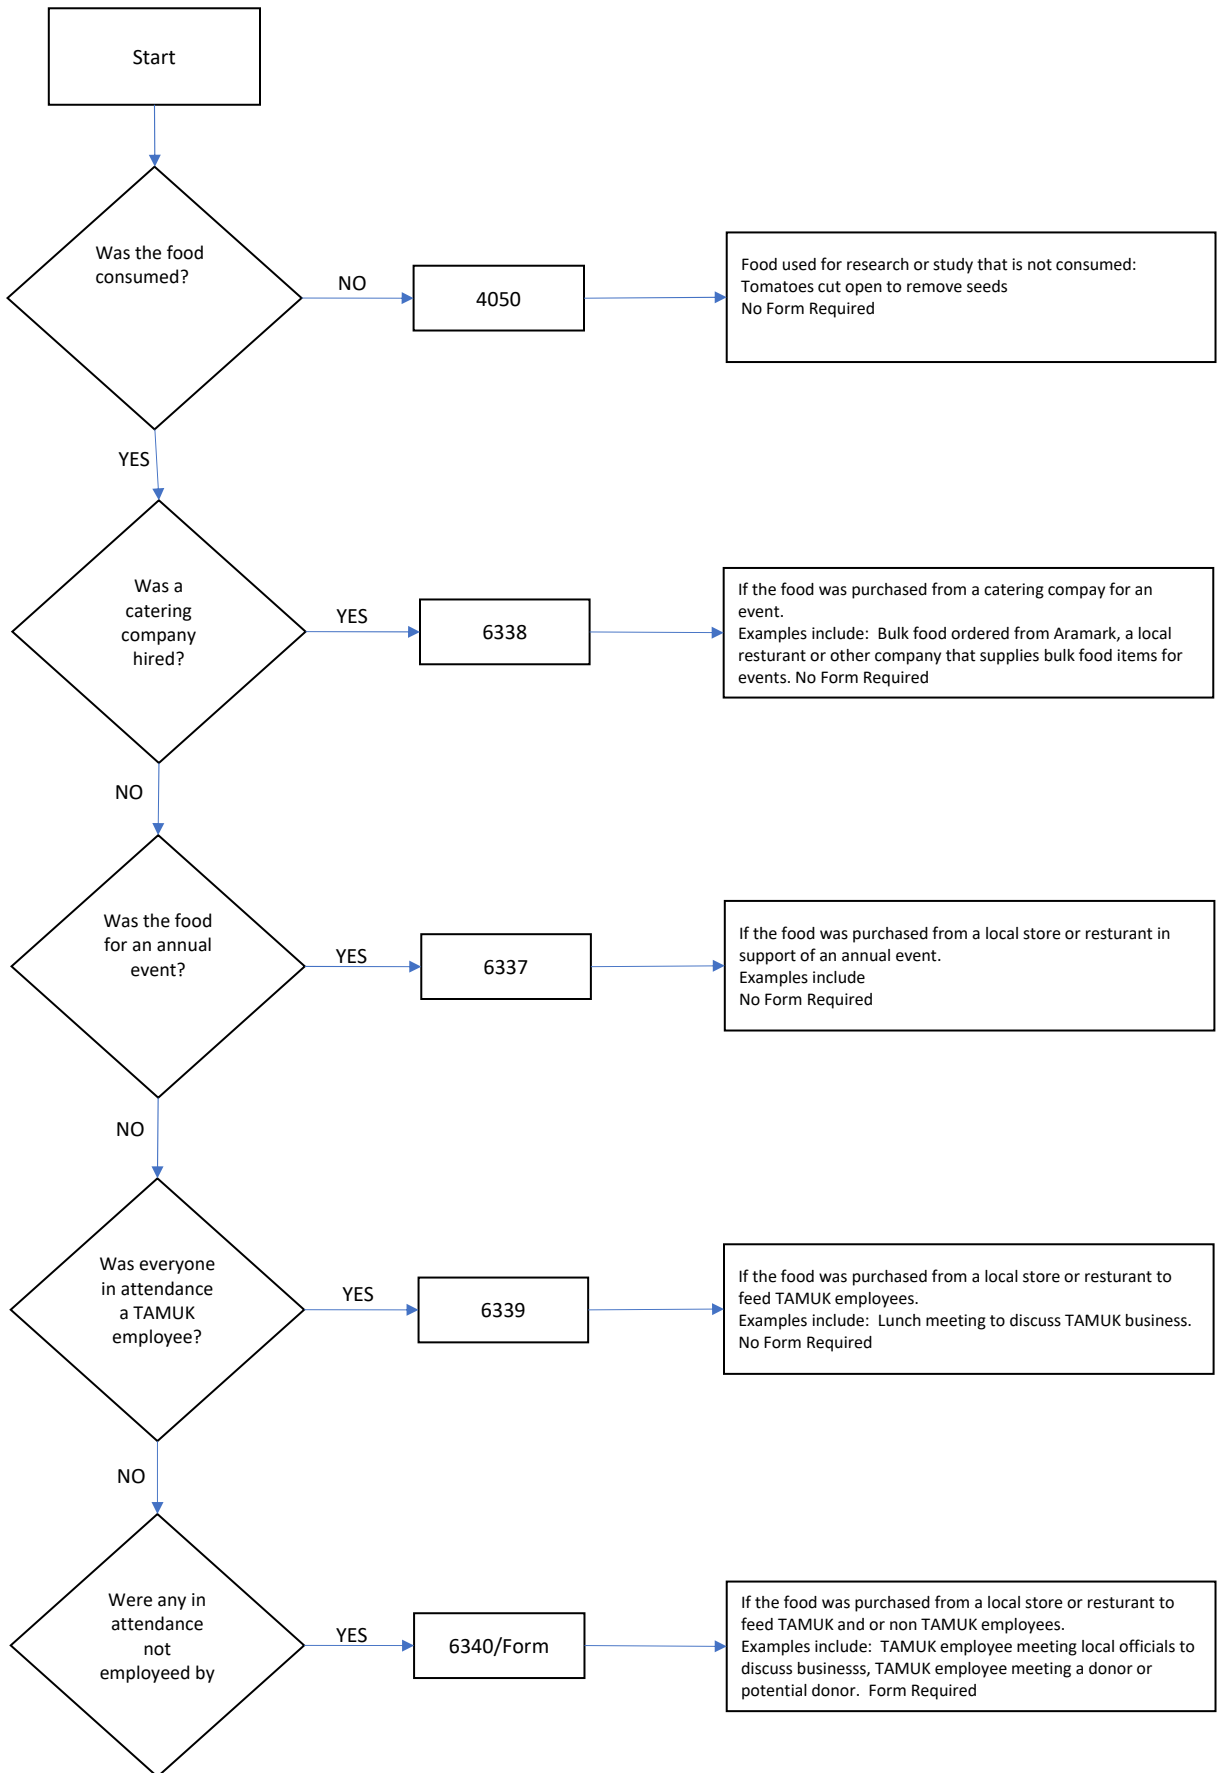 Start
Was the food
consumed?
NO
4050
Food used for research or study that is not consumed:
Tomatoes cut open to remove seeds
No Form Required
YES
Was a
catering
company
hired?
YES
6338
If the food was purchased from a catering compay for an
event.
Examples include:  Bulk food ordered from Aramark, a local
resturant or other company that supplies bulk food items for
events. No Form Required
NO
Was the food
for an annual
event?
YES
6337
If the food was purchased from a local store or resturant in
support of an annual event.
Examples include
No Form Required
NO
Was everyone
in attendance
a TAMUK
employee?
YES
6339
If the food was purchased from a local store or resturant to
feed TAMUK employees.
Examples include:  Lunch meeting to discuss TAMUK business.
No Form Required
NO
Were any in
attendance
not
employeed by
YES
6340/Form
If the food was purchased from a local store or resturant to
feed TAMUK and or non TAMUK employees.
Examples include:  TAMUK employee meeting local officials to
discuss businesss, TAMUK employee meeting a donor or
potential donor.  Form Required